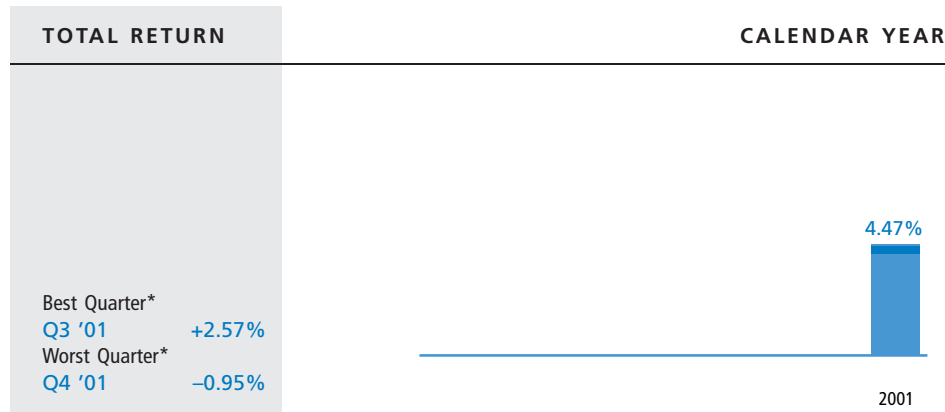 TOTAL RETURN CALENDAR YEAR
4.47%
Best Quarter*
Q3 ’01 +2.57%
Worst Quarter*
Q4 ’01 –0.95%
2001